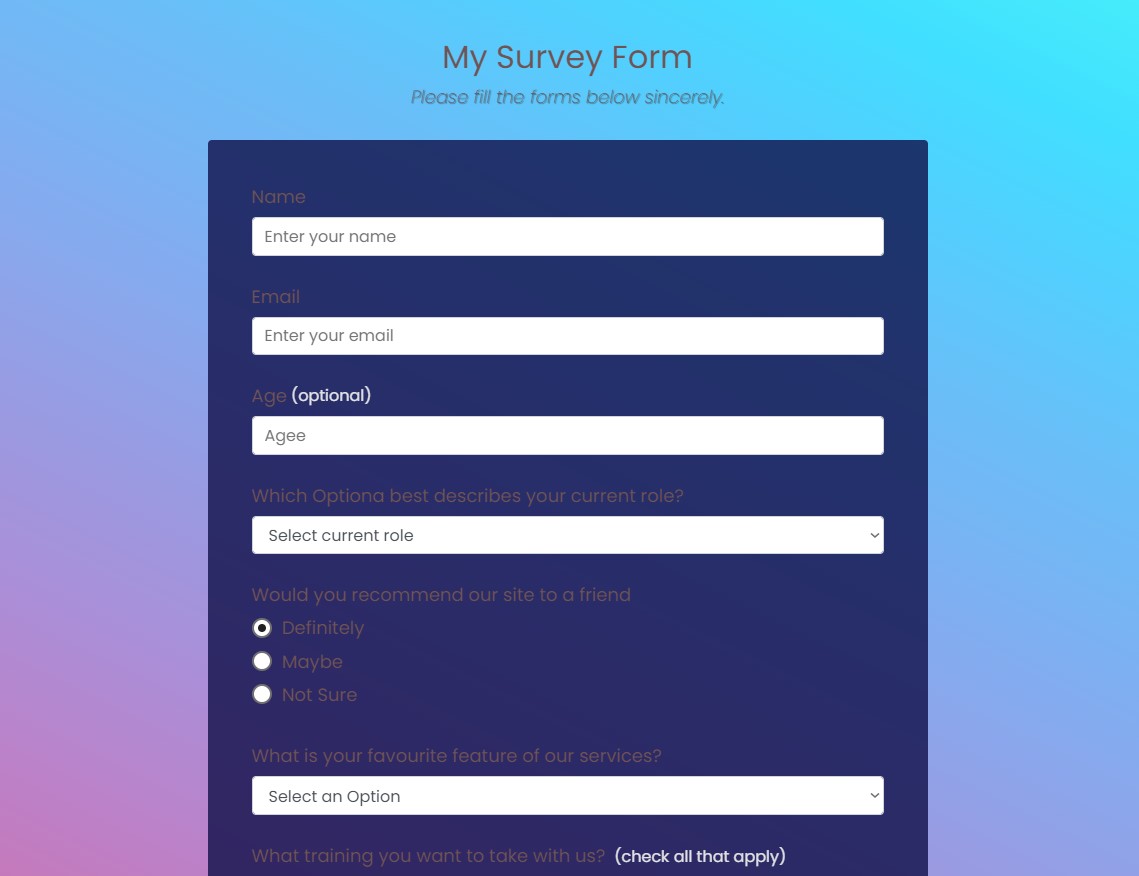 My Survey Form
Please fill the forms below sincerely.
Name
Enter your name
Email
Enter your email
Age (optional)
Agee
Which Optiona best describes your current role?
Select current role
Would you recommend our site to a friend
Definitely
Maybe
Not Sure
What is your favourite feature of our services?
Select an Option
What training you want to take with us? (check all that apply)